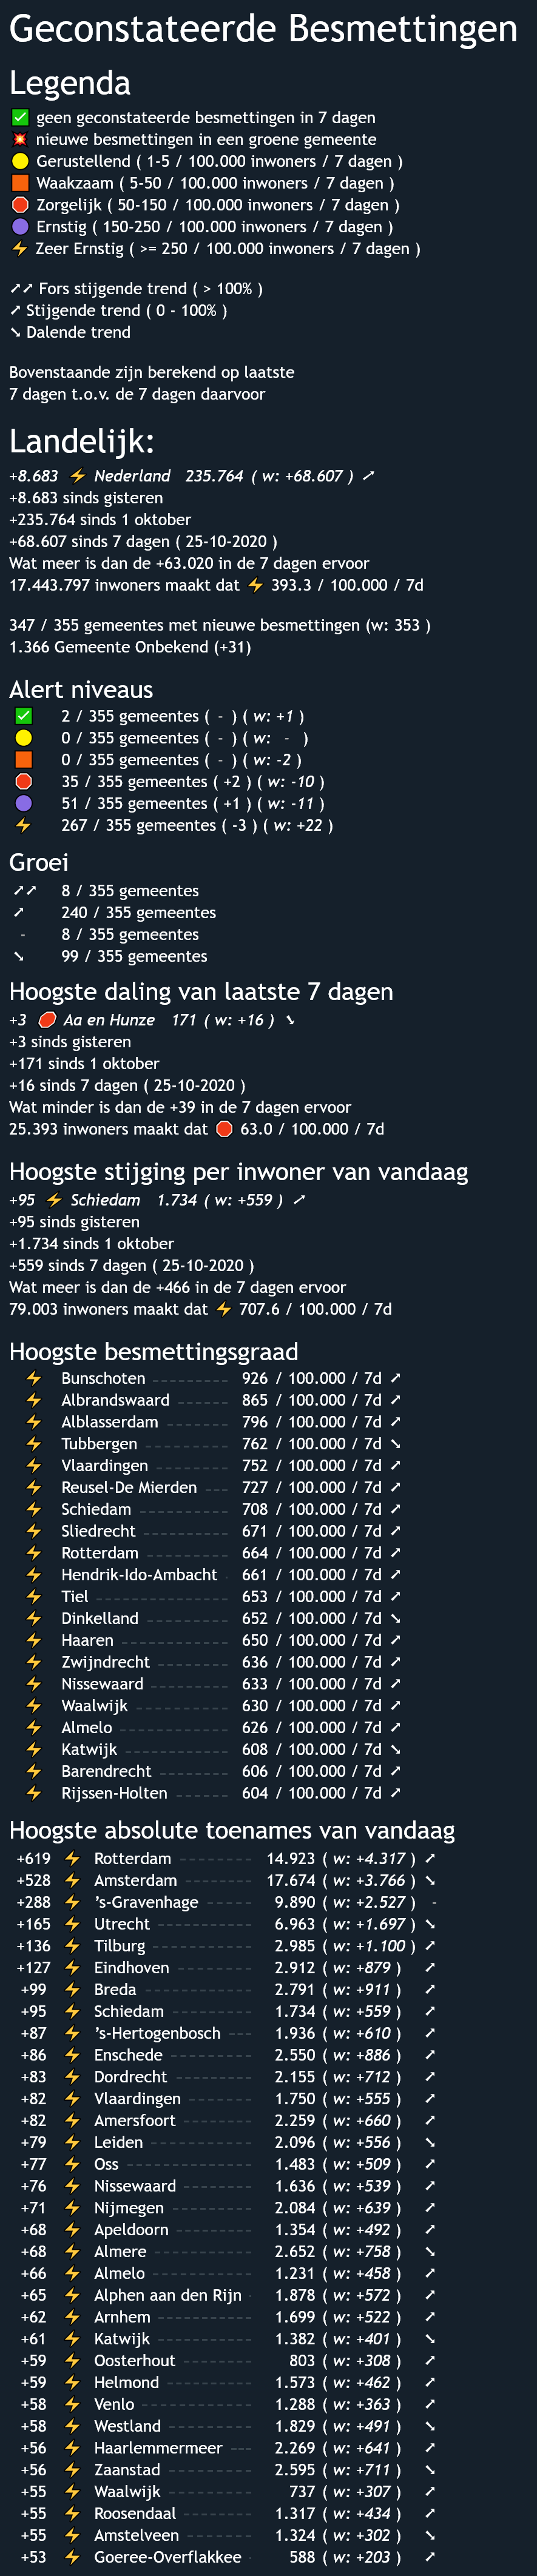 Geconstateerde Besmettingen
Legenda
geen geconstateerde besmettingen in 7 dagen
nieuwe besmettingen in een groene gemeente
Gerustellend ( 1-5 / 100.000 inwoners / 7 dagen )
Waakzaam ( 5-50 / 100.000 inwoners / 7 dagen )
Zorgelijk ( 50-150 / 100.000 inwoners / 7 dagen )
Ernstig ( 150-250 / 100.000 inwoners / 7 dagen )
⚡ Zeer Ernstig ( >= 250 / 100.000 inwoners / 7 dagen )
↗↗ Fors stijgende trend ( > 100% )
↗ Stijgende trend ( 0 - 100% )
↘ Dalende trend
Bovenstaande zijn berekend op laatste
7 dagen t.o.v. de 7 dagen daarvoor
Landelijk:
+8.683 ⚡ Nederland 235.764 ( w: +68.607 ) ↗
+8.683 sinds gisteren
+235.764 sinds 1 oktober
+68.607 sinds 7 dagen ( 25-10-2020 )
Wat meer is dan de +63.020 in de 7 dagen ervoor
17.443.797 inwoners maakt dat ⚡ 393.3 / 100.000 / 7d
347 / 355 gemeentes met nieuwe besmettingen (w: 353 )
1.366 Gemeente Onbekend (+31)
Alert niveaus
2 / 355 gemeentes ( - ) ( w: +1 )
0 / 355 gemeentes ( - ) ( w: - )
0 / 355 gemeentes ( - ) ( w: -2 )
35 / 355 gemeentes ( +2 ) ( w: -10 )
51 / 355 gemeentes ( +1 ) ( w: -11 )
⚡ 267 / 355 gemeentes ( -3 ) ( w: +22 )
Groei
↗↗ 8 / 355 gemeentes
↗ 240 / 355 gemeentes
- 8 / 355 gemeentes
↘ 99 / 355 gemeentes
Hoogste daling van laatste 7 dagen
+3 Aa en Hunze 171 ( w: +16 ) ↘
+3 sinds gisteren
+171 sinds 1 oktober
+16 sinds 7 dagen ( 25-10-2020 )
Wat minder is dan de +39 in de 7 dagen ervoor
25.393 inwoners maakt dat 63.0 / 100.000 / 7d
Hoogste stijging per inwoner van vandaag
+95 ⚡ Schiedam 1.734 ( w: +559 ) ↗
+95 sinds gisteren
+1.734 sinds 1 oktober
+559 sinds 7 dagen ( 25-10-2020 )
Wat meer is dan de +466 in de 7 dagen ervoor
79.003 inwoners maakt dat ⚡ 707.6 / 100.000 / 7d
Hoogste besmettingsgraad
⚡ Bunschoten 926 / 100.000 / 7d ↗
⚡ Albrandswaard 865 / 100.000 / 7d ↗
⚡ Alblasserdam 796 / 100.000 / 7d ↗
⚡ Tubbergen 762 / 100.000 / 7d ↘
⚡ Vlaardingen 752 / 100.000 / 7d ↗
⚡ Reusel-De Mierden 727 / 100.000 / 7d ↗
⚡ Schiedam 708 / 100.000 / 7d ↗
⚡ Sliedrecht 671 / 100.000 / 7d ↗
⚡ Rotterdam 664 / 100.000 / 7d ↗
⚡ Hendrik-Ido-Ambacht 661 / 100.000 / 7d ↗
⚡ Tiel 653 / 100.000 / 7d ↗
⚡ Dinkelland 652 / 100.000 / 7d ↘
⚡ Haaren 650 / 100.000 / 7d ↗
⚡ Zwijndrecht 636 / 100.000 / 7d ↗
⚡ Nissewaard 633 / 100.000 / 7d ↗
⚡ Waalwijk 630 / 100.000 / 7d ↗
⚡ Almelo 626 / 100.000 / 7d ↗
⚡ Katwijk 608 / 100.000 / 7d ↘
⚡ Barendrecht 606 / 100.000 / 7d ↗
⚡ Rijssen-Holten 604 / 100.000 / 7d ↗
Hoogste absolute toenames van vandaag
+619 ⚡ Rotterdam 14.923 ( w: +4.317 ) ↗
+528 ⚡ Amsterdam 17.674 ( w: +3.766 ) ↘
+288 ⚡ 's-Gravenhage 9.890 ( w: +2.527 ) -
+165 ⚡ Utrecht 6.963 ( w: +1.697 ) ↘
+136 ⚡ Tilburg 2.985 ( w: +1.100 ) ↗
+127 ⚡ Eindhoven 2.912 ( w: +879 ) ↗
+99 ⚡ Breda 2.791 ( w: +911 ) ↗
+95 ⚡ Schiedam 1.734 ( w: +559 ) ↗
+87 ⚡ 's-Hertogenbosch 1.936 ( w: +610 ) ↗
+86 ⚡ Enschede 2.550 ( w: +886 ) ↗
+83 ⚡ Dordrecht 2.155 ( w: +712 ) ↗
+82 ⚡ Vlaardingen 1.750 ( w: +555 ) ↗
+82 ⚡ Amersfoort 2.259 ( w: +660 ) ↗
+79 ⚡ Leiden 2.096 ( w: +556 ) ↘
+77 ⚡ Oss 1.483 ( w: +509 ) ↗
+76 ⚡ Nissewaard 1.636 ( w: +539 ) ↗
+71 ⚡ Nijmegen 2.084 ( w: +639 ) ↗
+68 ⚡ Apeldoorn 1.354 ( w: +492 ) ↗
+68 ⚡ Almere 2.652 ( w: +758 ) ↘
+66 ⚡ Almelo 1.231 ( w: +458 ) ↗
+65 ⚡ Alphen aan den Rijn 1.878 ( w: +572 ) ↗
+62 ⚡ Arnhem 1.699 ( w: +522 ) ↗
+61 ⚡ Katwijk 1.382 ( w: +401 ) ↘
+59 ⚡ Oosterhout 803 ( w: +308 ) ↗
+59 ⚡ Helmond 1.573 ( w: +462 ) ↗
+58 ⚡ Venlo 1.288 ( w: +363 ) ↗
+58 ⚡ Westland 1.829 ( w: +491 ) ↘
+56 ⚡ Haarlemmermeer 2.269 ( w: +641 ) ↗
+56 ⚡ Zaanstad 2.595 ( w: +711 ) ↘
+55 ⚡ Waalwijk 737 ( w: +307 ) ↗
+55 ⚡ Roosendaal 1.317 ( w: +434 ) ↗
+55 ⚡ Amstelveen 1.324 ( w: +302 ) ↘
+53 ⚡ Goeree-Overflakkee 588 ( w: +203 ) ↗